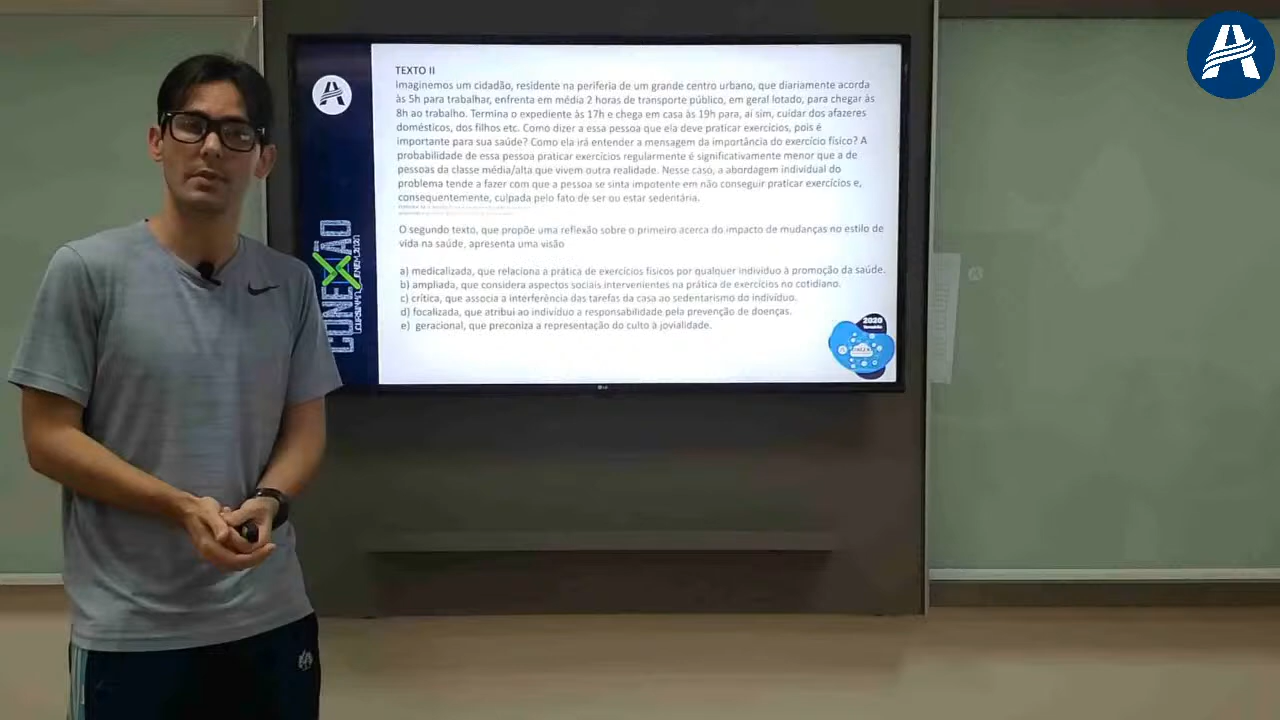 TEXTO II
Imaginemos um cidadão, residente na periferia de um grande centro urbano, que diariamente acorda
às 5h para trabalhar, enfrenta em média 2 horas de transporte público, em geral lotado, para chegar às
8h ao trabalho. Termina o expediente às 17h e chega em casa às 19h para, aí sim, cuidar dos afazeres
domésticos, dos filhos etc. Como dizer a essa pessoa que ela deve praticar exercícios, pois é
importante para sua saúde? Como ela irá entender a mensagem da importância do exercício físico? A
probabilidade de essa pessoa praticar exercícios regularmente é significativamente menor que a de
pessoas da classe média/alta que vivem outra realidade. Nesse caso, a abordagem individual do
problema tende a fazer com que a pessoa se sinta impotente em não conseguir praticar exercícios e,
consequentemente, culpada pelo fato de ser ou estar sedentária.
O segundo texto, que propõe uma reflexão sobre o primeiro acerca do impacto de mudanças no estilo de
vida na saúde, apresenta uma visão
a) medicalizada, que relaciona a prática de exercícios físicos por qualquer indivíduo à promoção da saúde.
b) ampliada, que considera aspectos sociais intervenientes na prática de exercícios no cotidiano.
c) crítica, que associa a interferência das tarefas da casa ao sedentarismo do indivíduo.
d) focalizada, que atribui ao indivíduo a responsabilidade pela prevenção de doenças.
e) geracional, que preconiza a representação do culto à jovialidade.
CONEXÃO
2020
LG